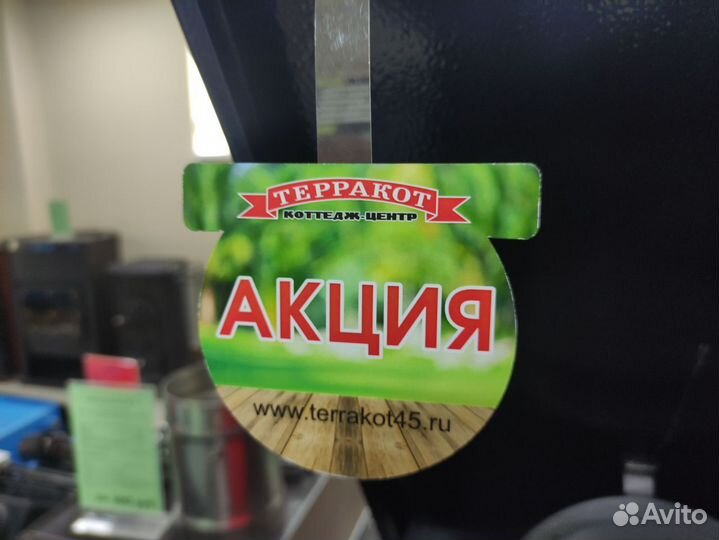 ТЕРРАКОТ
КОТТЕДЖ-ЦЕНТР
АКЦИЯ
www.terrakot45.ru
Avito